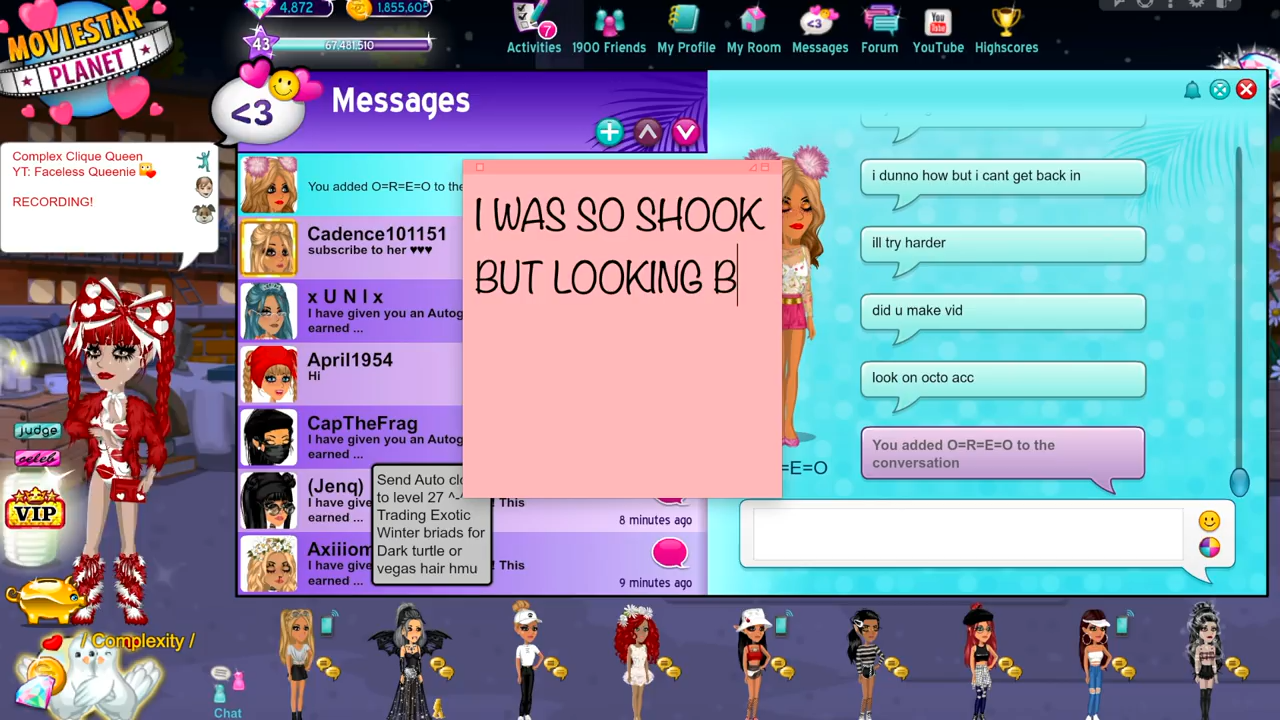 MOVIESTAR
PLANET
4,872
1.855,605
43
67,481,510
Activities
7
1900 Friends
My Profile
My Room
Messages
Forum
You
Tube
YouTube
Highscores
Complex Clique Queen
YT: Faceless Queenie
RECORDING!
<3
Messages
You added O=R=E=O to the
Cadence101151
subscribe to her ♥♥♥
x U N I x
I have given you an Autog
earned ...
April1954
Hi
CapTheFrag
I have given you an Autog
earned ...
(Jenq)
I have give
! This
earned ...
8 minutes ago
Axiiiom
I have give
! This
earned ...
9 minutes ago
Send Auto clo
to level 27 ^-
Trading Exotic
Winter briads for
Dark turtle or
vegas hair hmu
I WAS SO SHOOK
BUT LOOKING B
=E=O
i dunno how but i cant get back in
ill try harder
did u make vid
look on octo acc
You added O=R=E=O to the
conversation
judge
celeb
VIP
/ Complexity /
Chat